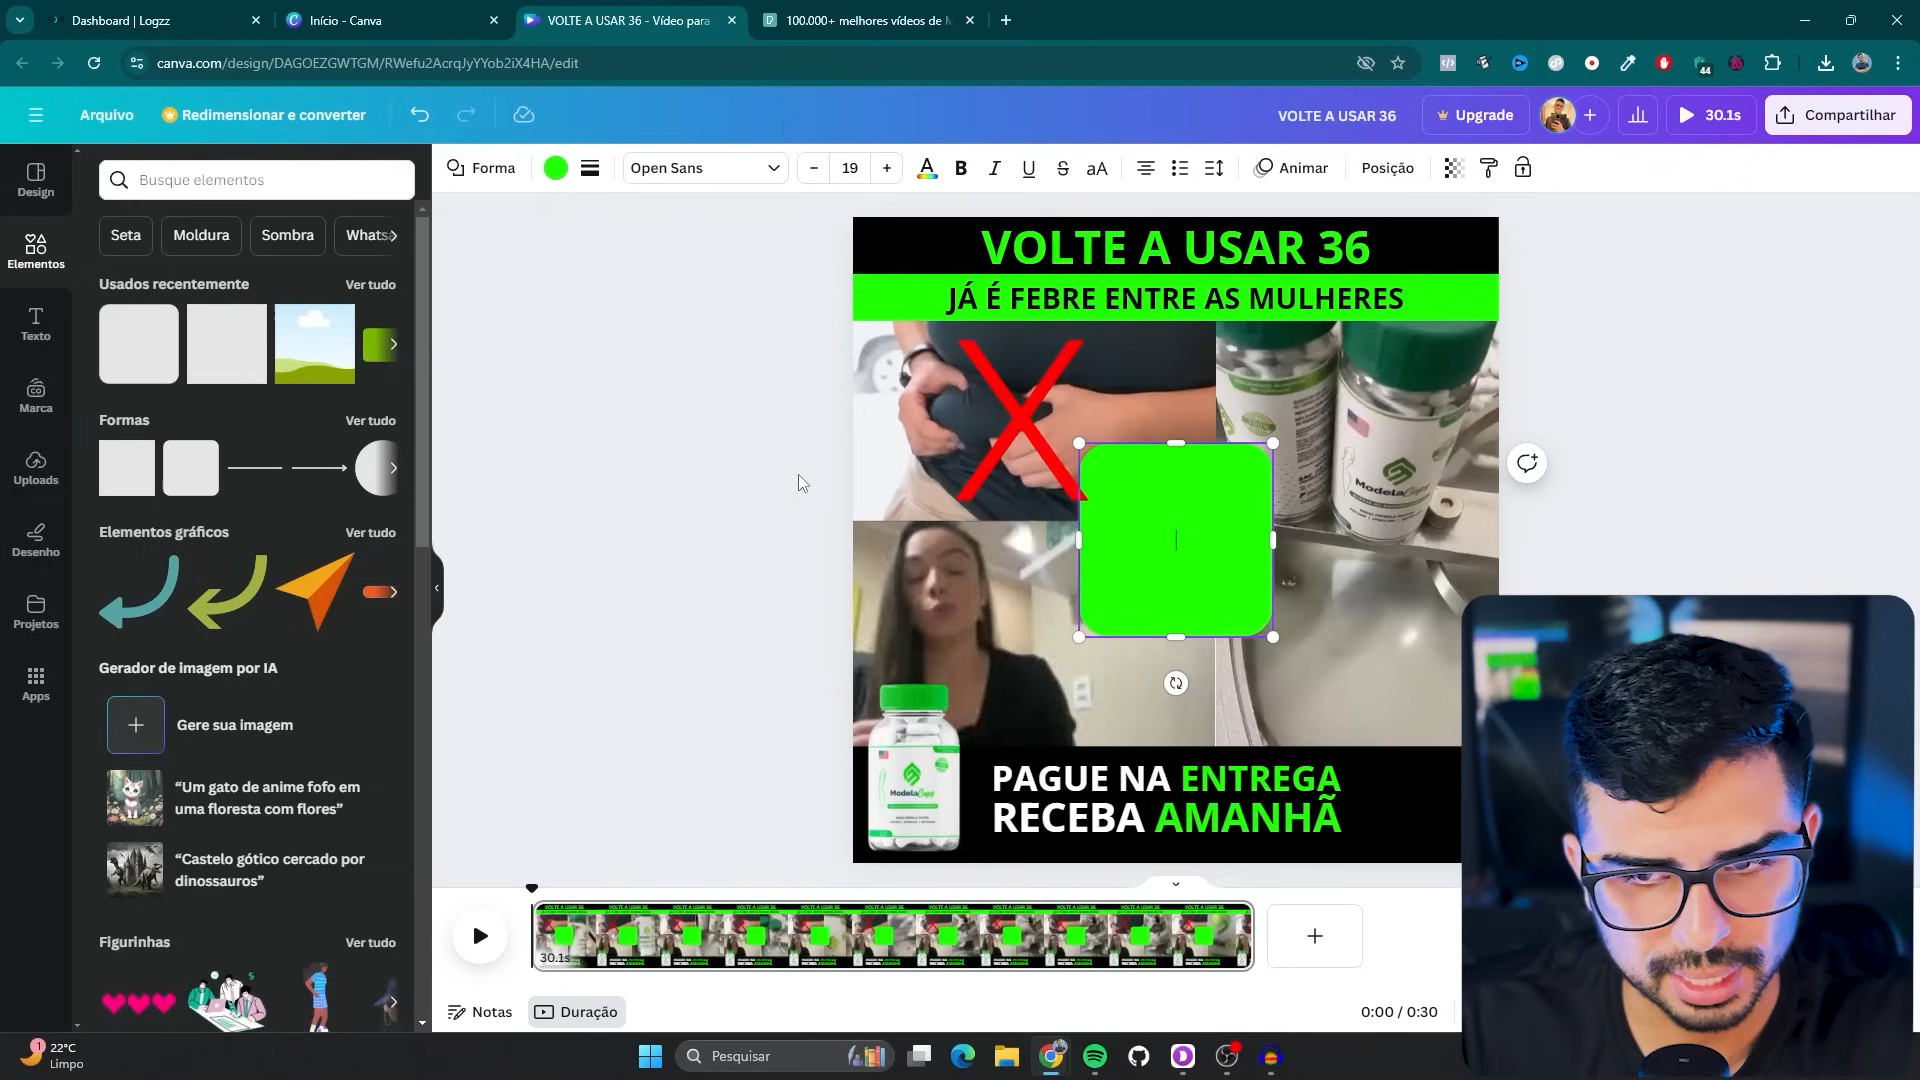 Dashboard | Logzz
Início - Canva
VOLTE A USAR 36 - Vídeo para
100.000+ melhores vídeos de M
canva.com/design/DAGOEZGWTGM/RWefu2AcrqJyYYob2iX4HA/edit
44
Arquivo
Redimensionar e converter
VOLTE A USAR 36
Upgrade
30.1s
Compartilhar
Design
Elementos
Texto
Marca
Uploads
Desenho
Projetos
Apps
Busque elementos
Seta
Moldura
Sombra
Whats
Usados recentemente
Ver tudo
Formas
Ver tudo
Elementos gráficos
Ver tudo
Gerador de imagem por IA
Gere sua imagem
“Um gato de anime fofo em
uma floresta com flores”
“Castelo gótico cercado por
dinossauros”
Figurinhas
Ver tudo
Forma
Open Sans
19
A
B
I
U
S
aA
Animar
Posição
VOLTE A USAR 36
JÁ É FEBRE ENTRE AS MULHERES
ModelaCaps
ModelaCaps
PAGUE NA ENTREGA
RECEBA AMANHÃ
30.1s
Notas
Duração
0:00 / 0:30
1
22°C
Limpo
Pesquisar